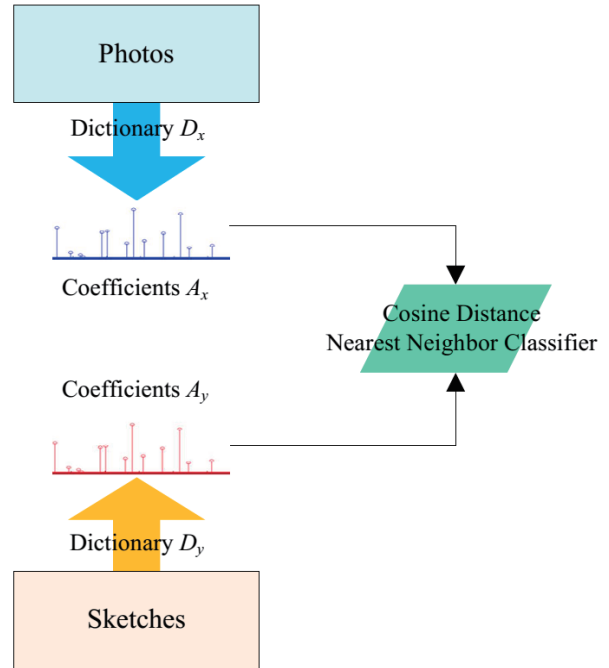 Photos
Dictionary Dx
Coefficients Ax
Cosine Distance
Nearest Neighbor Classifier
Coefficients Ay
Dictionary Dy
Sketches